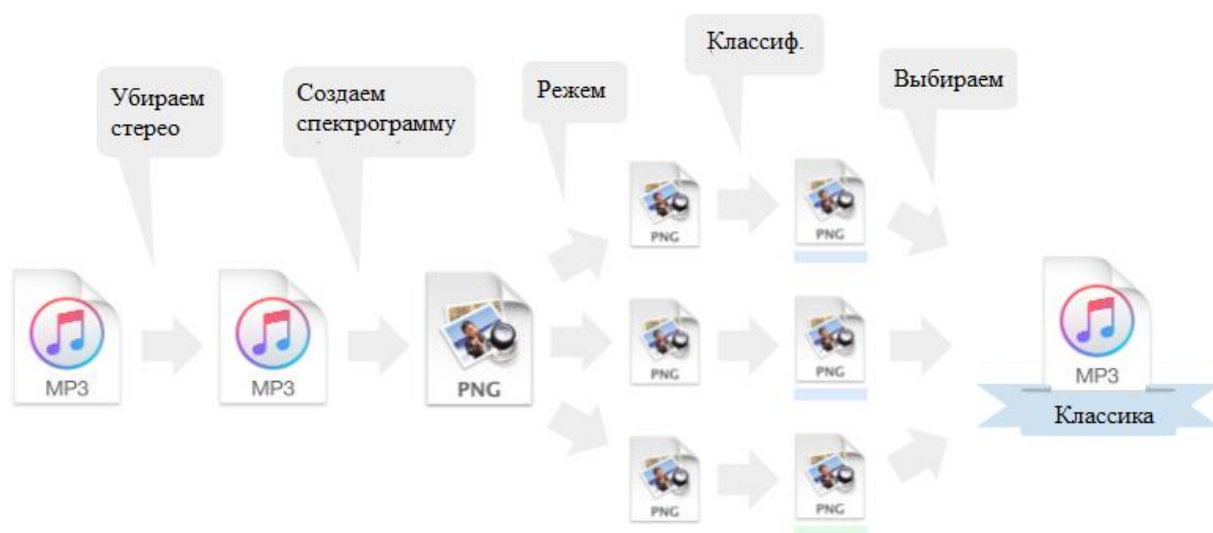 Классиф.
Убираем
стерео
Создаем
спектрограмму
Режем
Выбираем
PNG
PNG
MP3
MP3
PNG
PNG
PNG
MP3
Классика
PNG
PNG